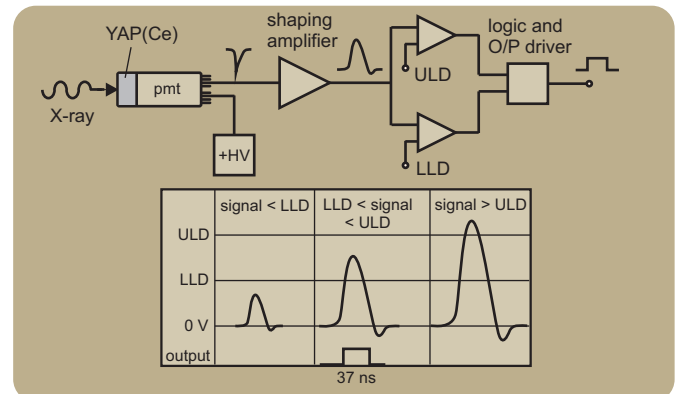 YAP(Ce)
shaping
amplifier
logic and
O/P driver
pmt
X-ray
ULD
+HV
LLD
signal < LLD
LLD < signal
< ULD
signal > ULD
ULD
LLD
0 V
output
37 ns